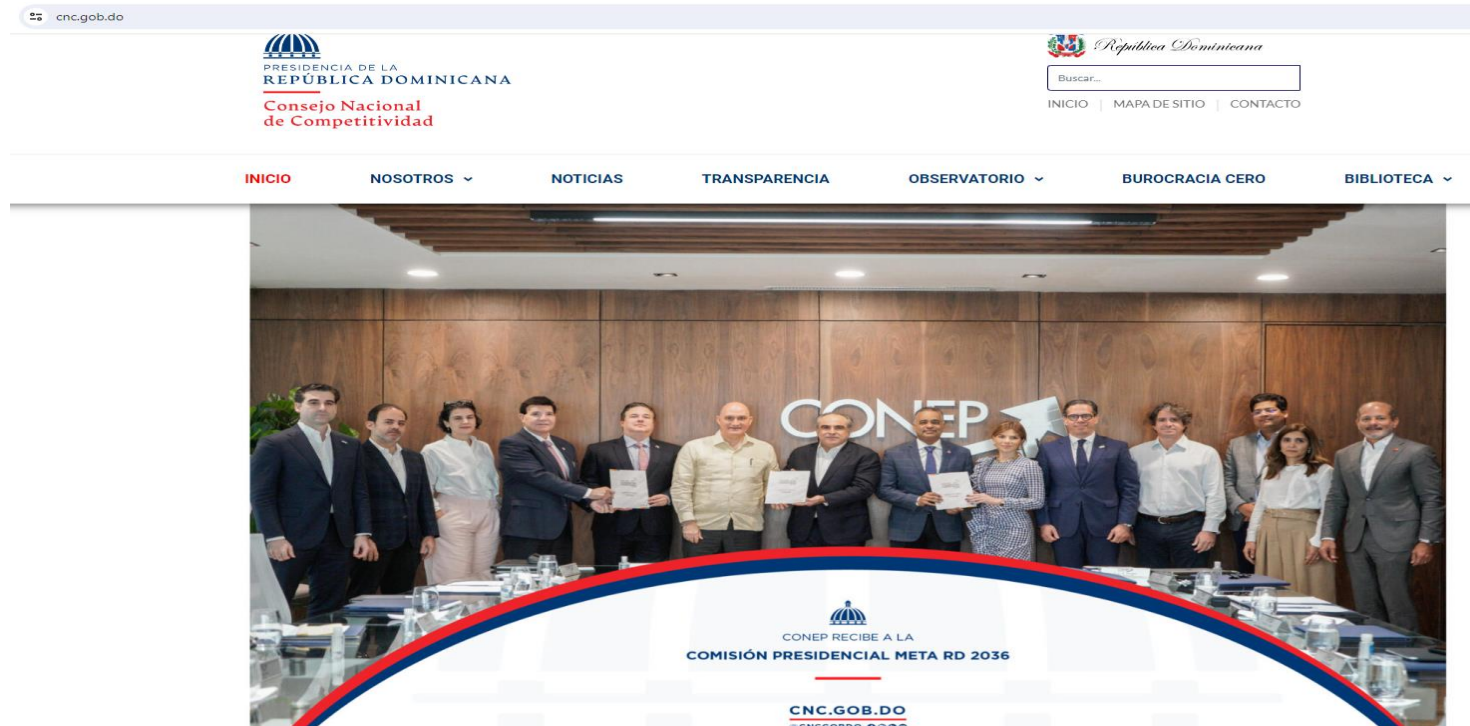 cnc.gob.do
PRESIDENCIA DE LA
REPÚBLICA DOMINICANA
Consejo Nacional
de Competitividad
República Dominicana
Buscar...
INICIO | MAPA DE SITIO | CONTACTO
INICIO NOSOTROS NOTICIAS TRANSPARENCIA OBSERVATORIO BUROCRACIA CERO BIBLIOTECA
CONEP
CONEP RECIBE A LA
COMISIÓN PRESIDENCIAL META RD 2036
CNC.GOB.DO